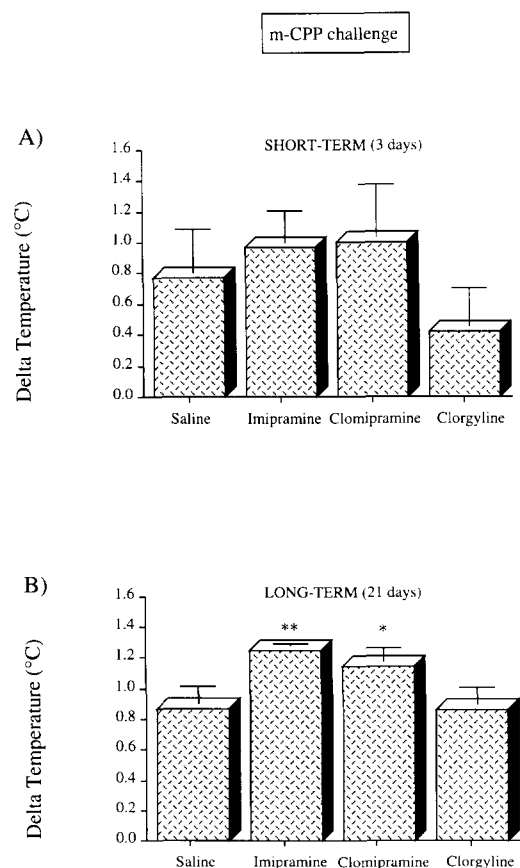 m-CPP challenge
A)
SHORT-TERM (3 days)
Delta Temperature (°C)
1.6
1.4
1.2
1.0
0.8
0.6
0.4
0.2
0.0
Saline Imipramine Clomipramine Clorgyline
B)
LONG-TERM (21 days)
Delta Temperature (°C)
1.6
1.4
1.2
1.0
0.8
0.6
0.4
0.2
0.0
** *
Saline Imipramine Clomipramine Clorgyline